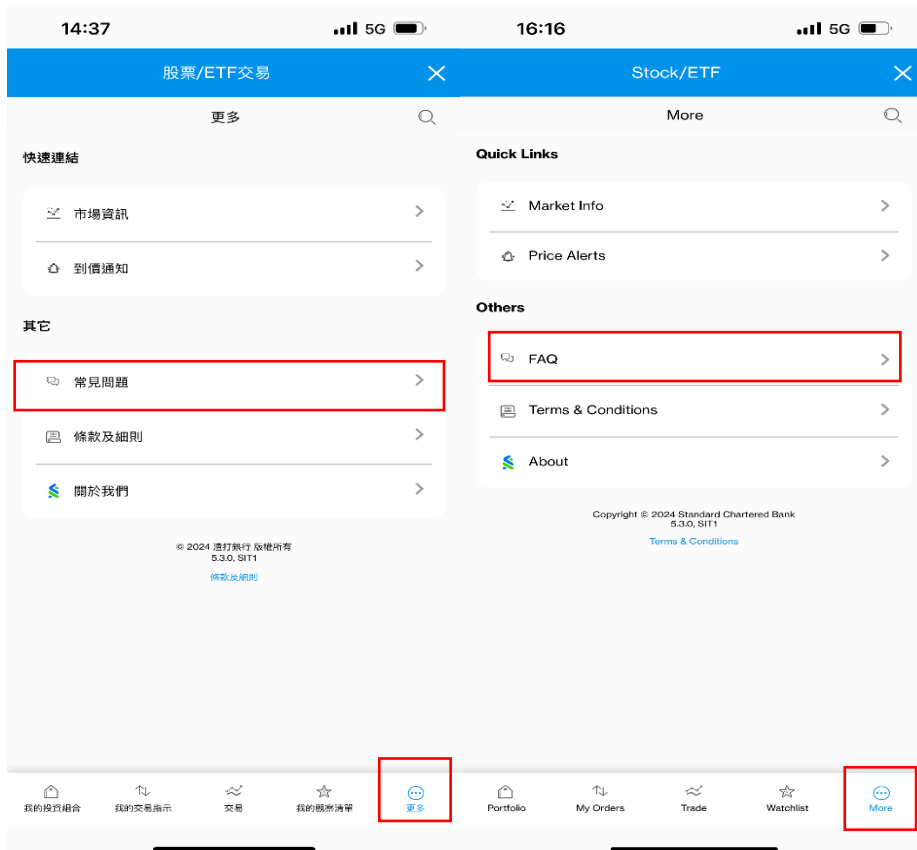 14:37
5G
股票/ETF交易
更多
快速連結
市場資訊
到價通知
其它
常見問題
條款及細則
關於我們
© 2024 渣打銀行 版權所有
5.3.0, SIT1
條款及細則
我的投資組合
我的交易指示
交易
我的觀察清單
更多
16:16
5G
Stock/ETF
More
Quick Links
Market Info
Price Alerts
Others
FAQ
Terms & Conditions
About
Copyright © 2024 Standard Chartered Bank
5.3.0, SIT1
Terms & Conditions
Portfolio
My Orders
Trade
Watchlist
More